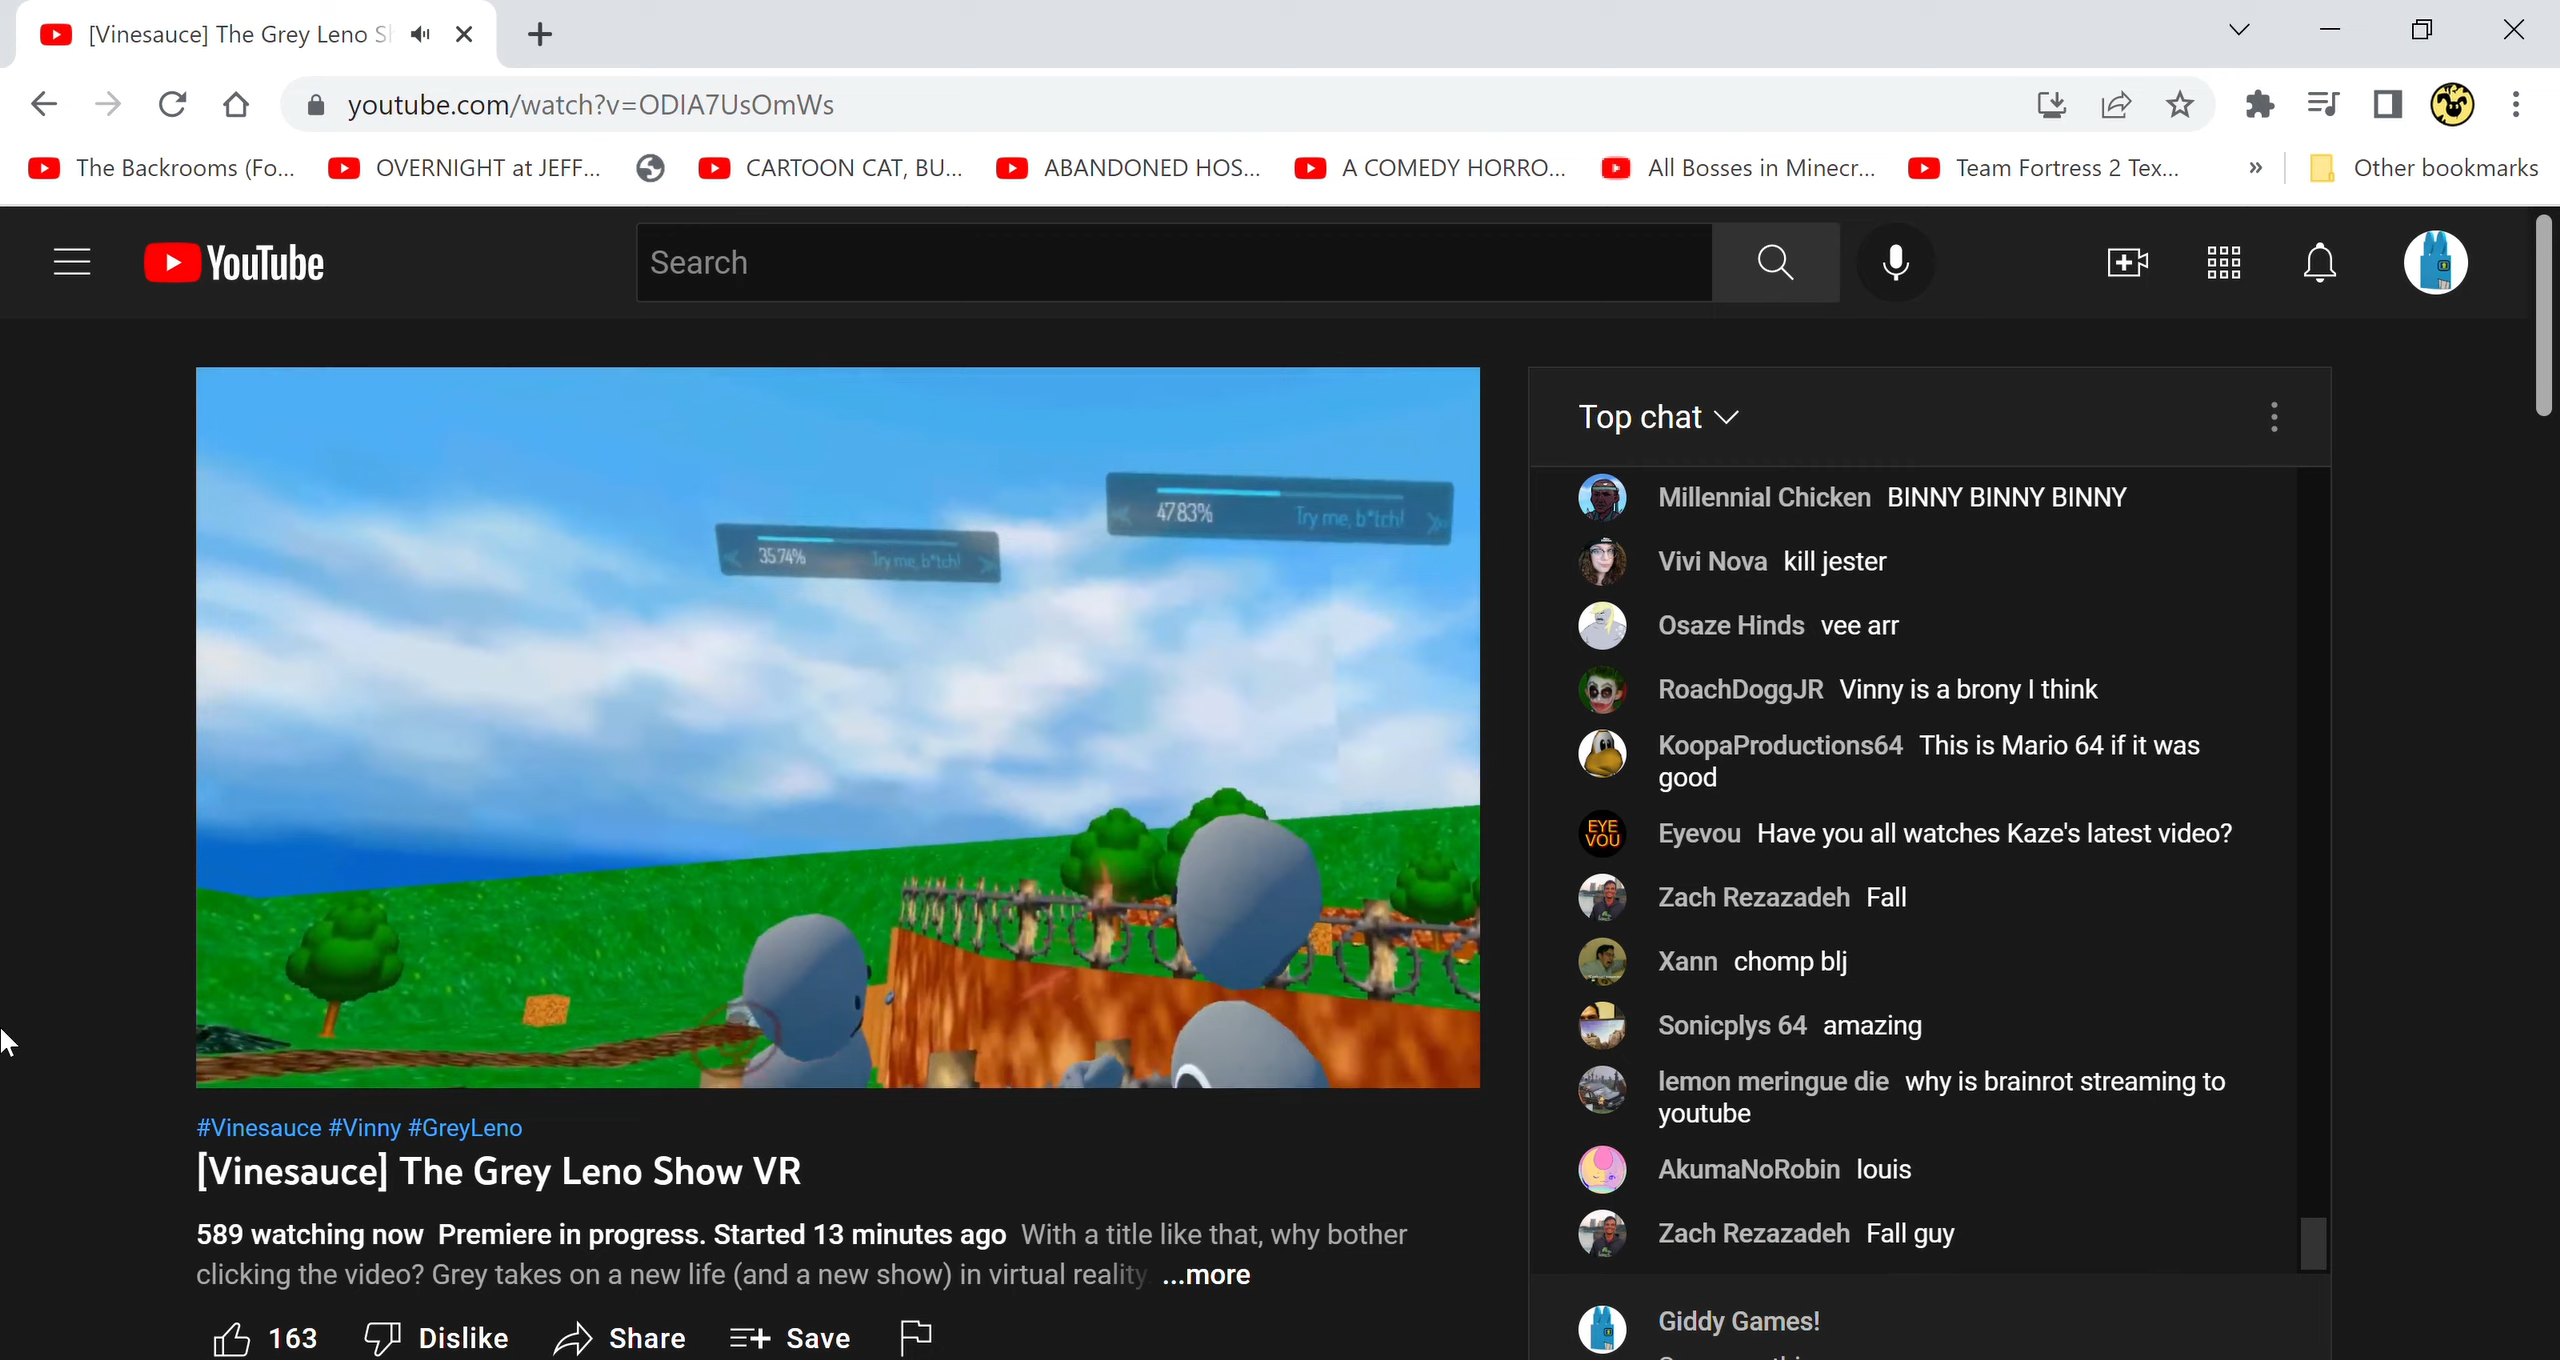 [Vinesauce] The Grey Leno S
youtube.com/watch?v=ODIA7UsOmWs
The Backrooms (Fo...
OVERNIGHT at JEFF...
CARTOON CAT, BU...
ABANDONED HOS...
A COMEDY HORRO...
All Bosses in Minecr...
Team Fortress 2 Tex...
»
Other bookmarks
YouTube
Search
47.83% Try me, b*tch!
35.74% Try me, b*tch!
#Vinesauce #Vinny #GreyLeno
[Vinesauce] The Grey Leno Show VR
589 watching now Premiere in progress. Started 13 minutes ago With a title like that, why bother
clicking the video? Grey takes on a new life (and a new show) in virtual reality ...more
163 Dislike Share Save
Top chat
Millennial Chicken BINNY BINNY BINNY
Vivi Nova kill jester
Osaze Hinds vee arr
RoachDoggJR Vinny is a brony I think
KoopaProductions64 This is Mario 64 if it was
good
EYE
VOU
Eyevou Have you all watches Kaze's latest video?
Zach Rezazadeh Fall
Xann chomp blj
Sonicplys 64 amazing
lemon meringue die why is brainrot streaming to
youtube
AkumaNoRobin louis
Zach Rezazadeh Fall guy
Giddy Games!